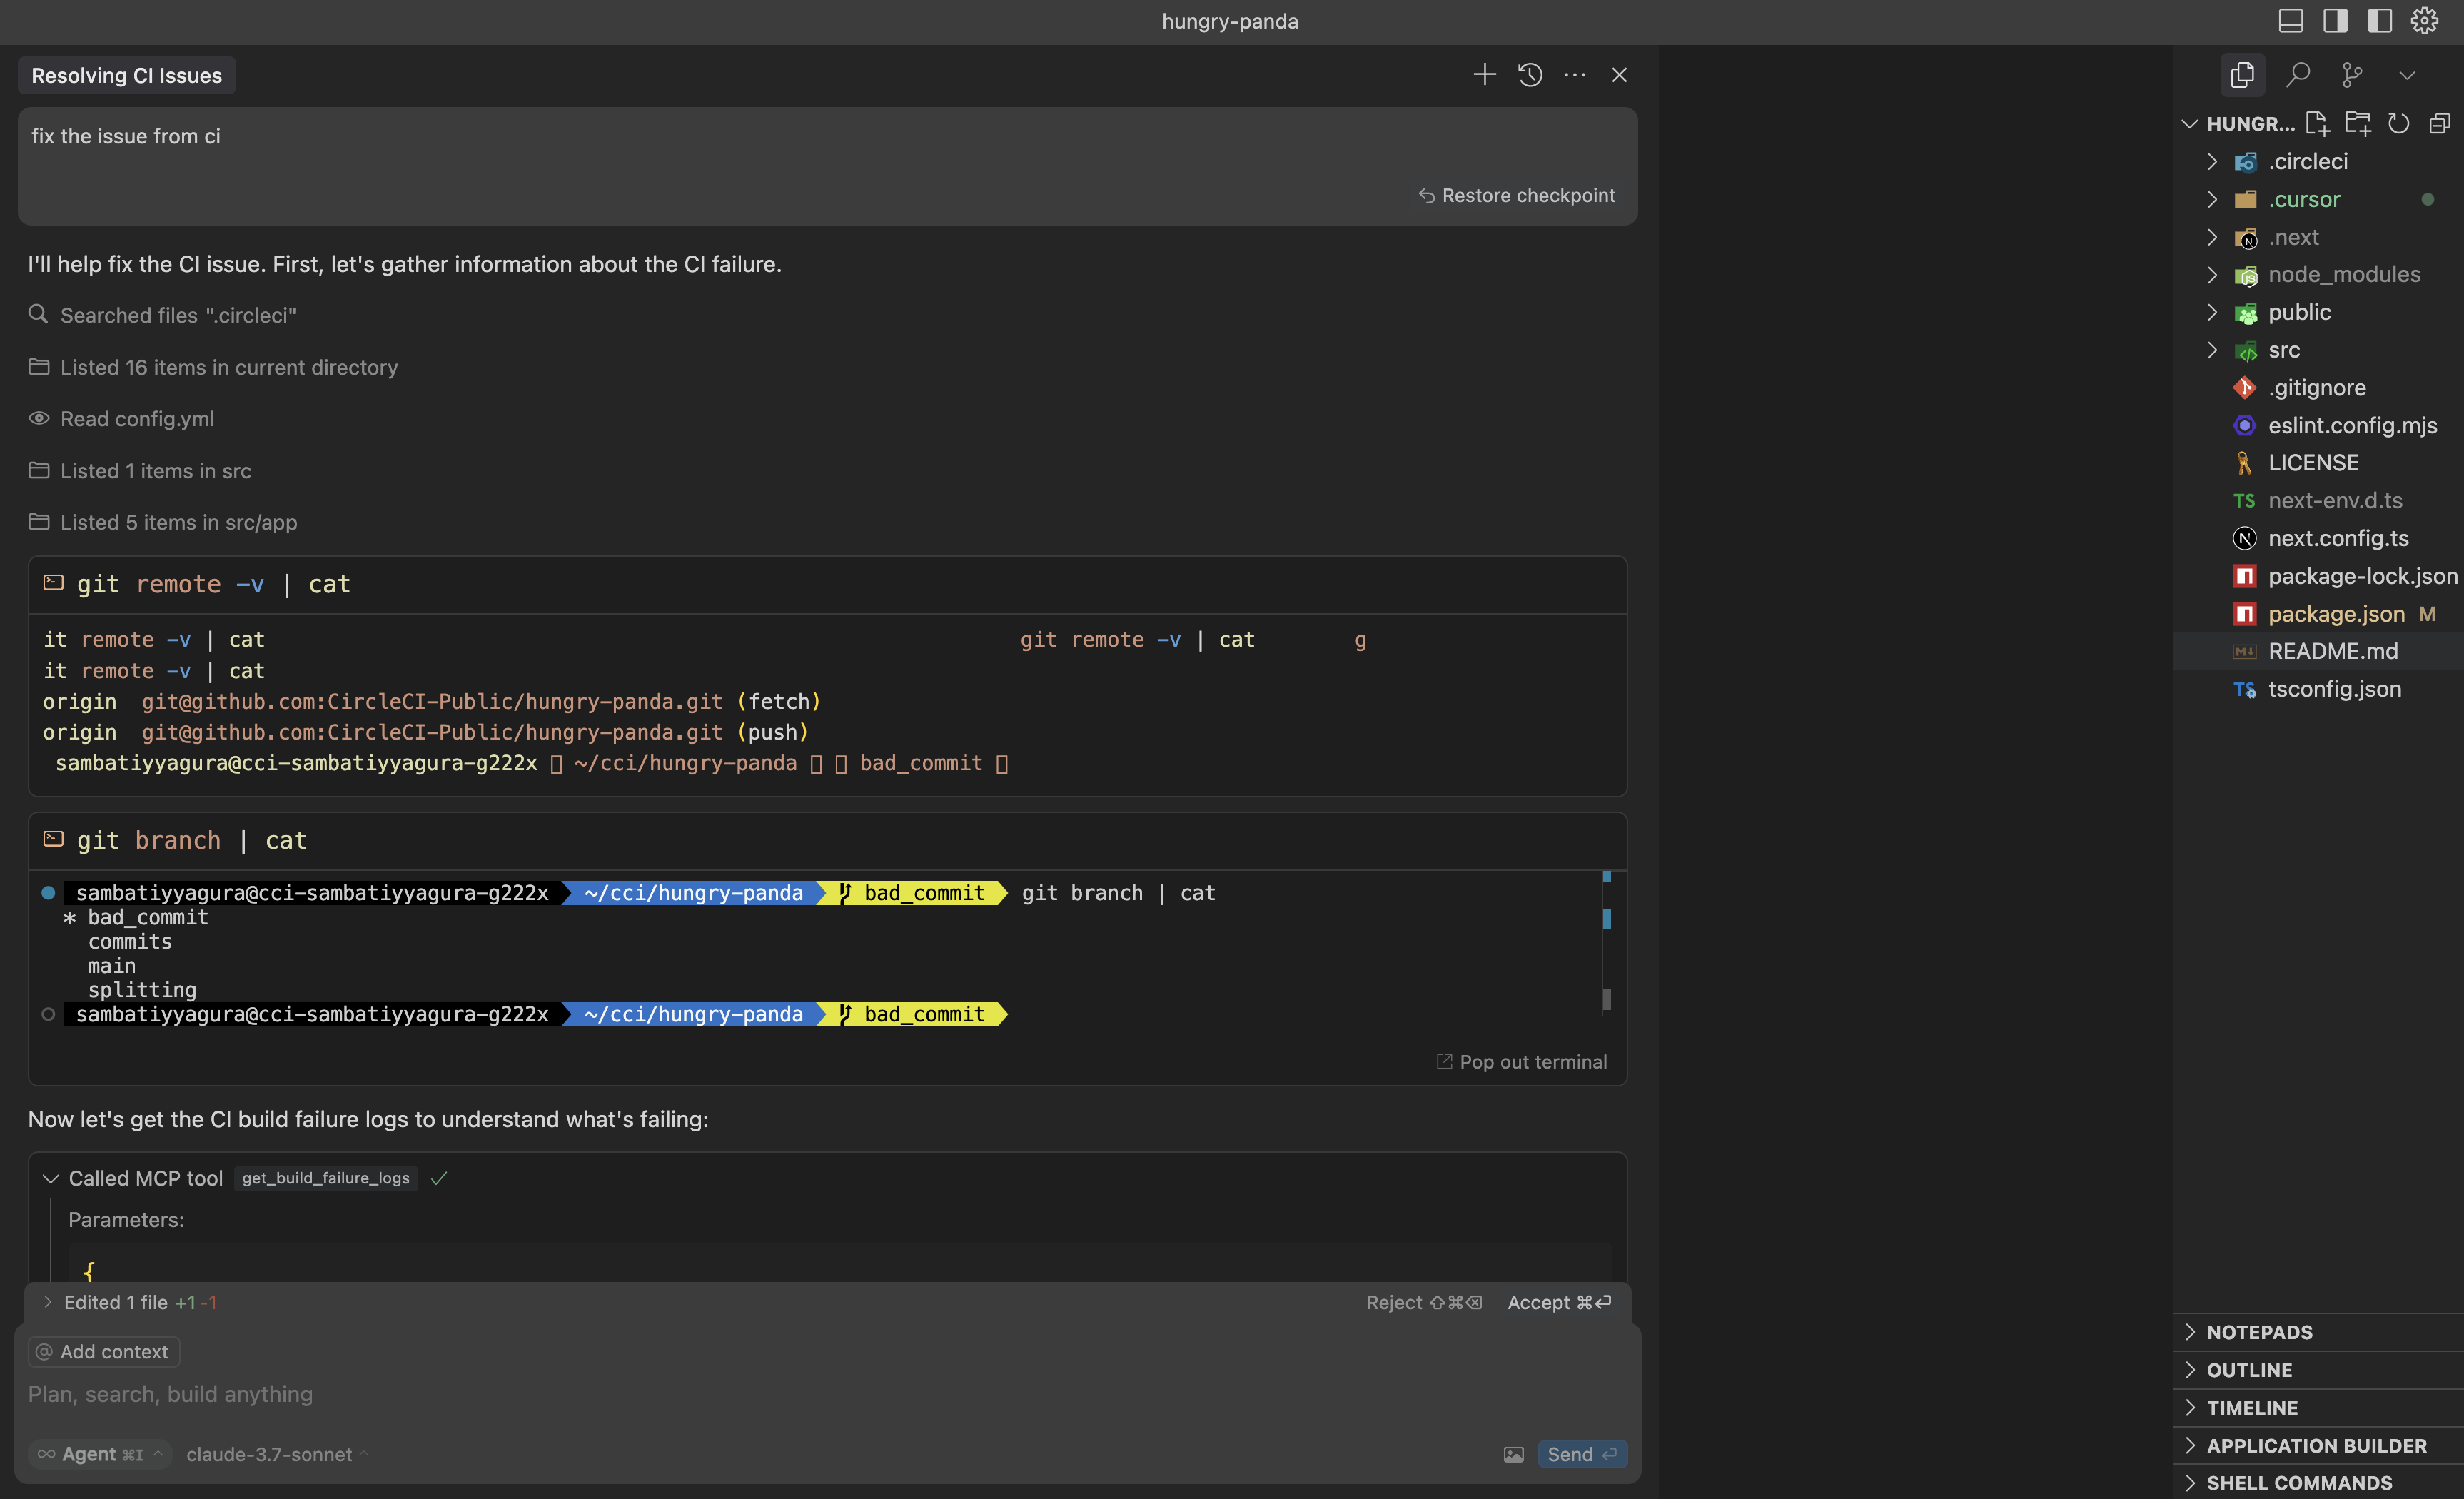 hungry-panda
Resolving CI Issues
fix the issue from ci
Restore checkpoint
I'll help fix the CI issue. First, let's gather information about the CI failure.
Searched files ".circleci"
Listed 16 items in current directory
Read config.yml
Listed 1 items in src
Listed 5 items in src/app
git remote -v | cat
it remote -v | cat git remote -v | cat g
it remote -v | cat
origin git@github.com:CircleCI-Public/hungry-panda.git (fetch)
origin git@github.com:CircleCI-Public/hungry-panda.git (push)
sambatiyyagura@cci-sambatiyyagura-g222x ~/cci/hungry-panda bad_commit
git branch | cat
sambatiyyagura@cci-sambatiyyagura-g222x ~/cci/hungry-panda bad_commit git branch | cat
* bad_commit
commits
main
splitting
sambatiyyagura@cci-sambatiyyagura-g222x ~/cci/hungry-panda bad_commit
Pop out terminal
Now let's get the CI build failure logs to understand what's failing:
Called MCP tool get_build_failure_logs
Parameters:
{
Edited 1 file +1 -1 Reject ⇧⌘⌫ Accept ⌘⏎
@ Add context
Plan, search, build anything
∞ Agent ⌘I claude-3.7-sonnet Send ⏎
HUNGR...
.circleci
.cursor
.next
node_modules
public
src
.gitignore
eslint.config.mjs
LICENSE
TS next-env.d.ts
N next.config.ts
package-lock.json
package.json M
README.md
TS tsconfig.json
NOTEPADS
OUTLINE
TIMELINE
APPLICATION BUILDER
SHELL COMMANDS